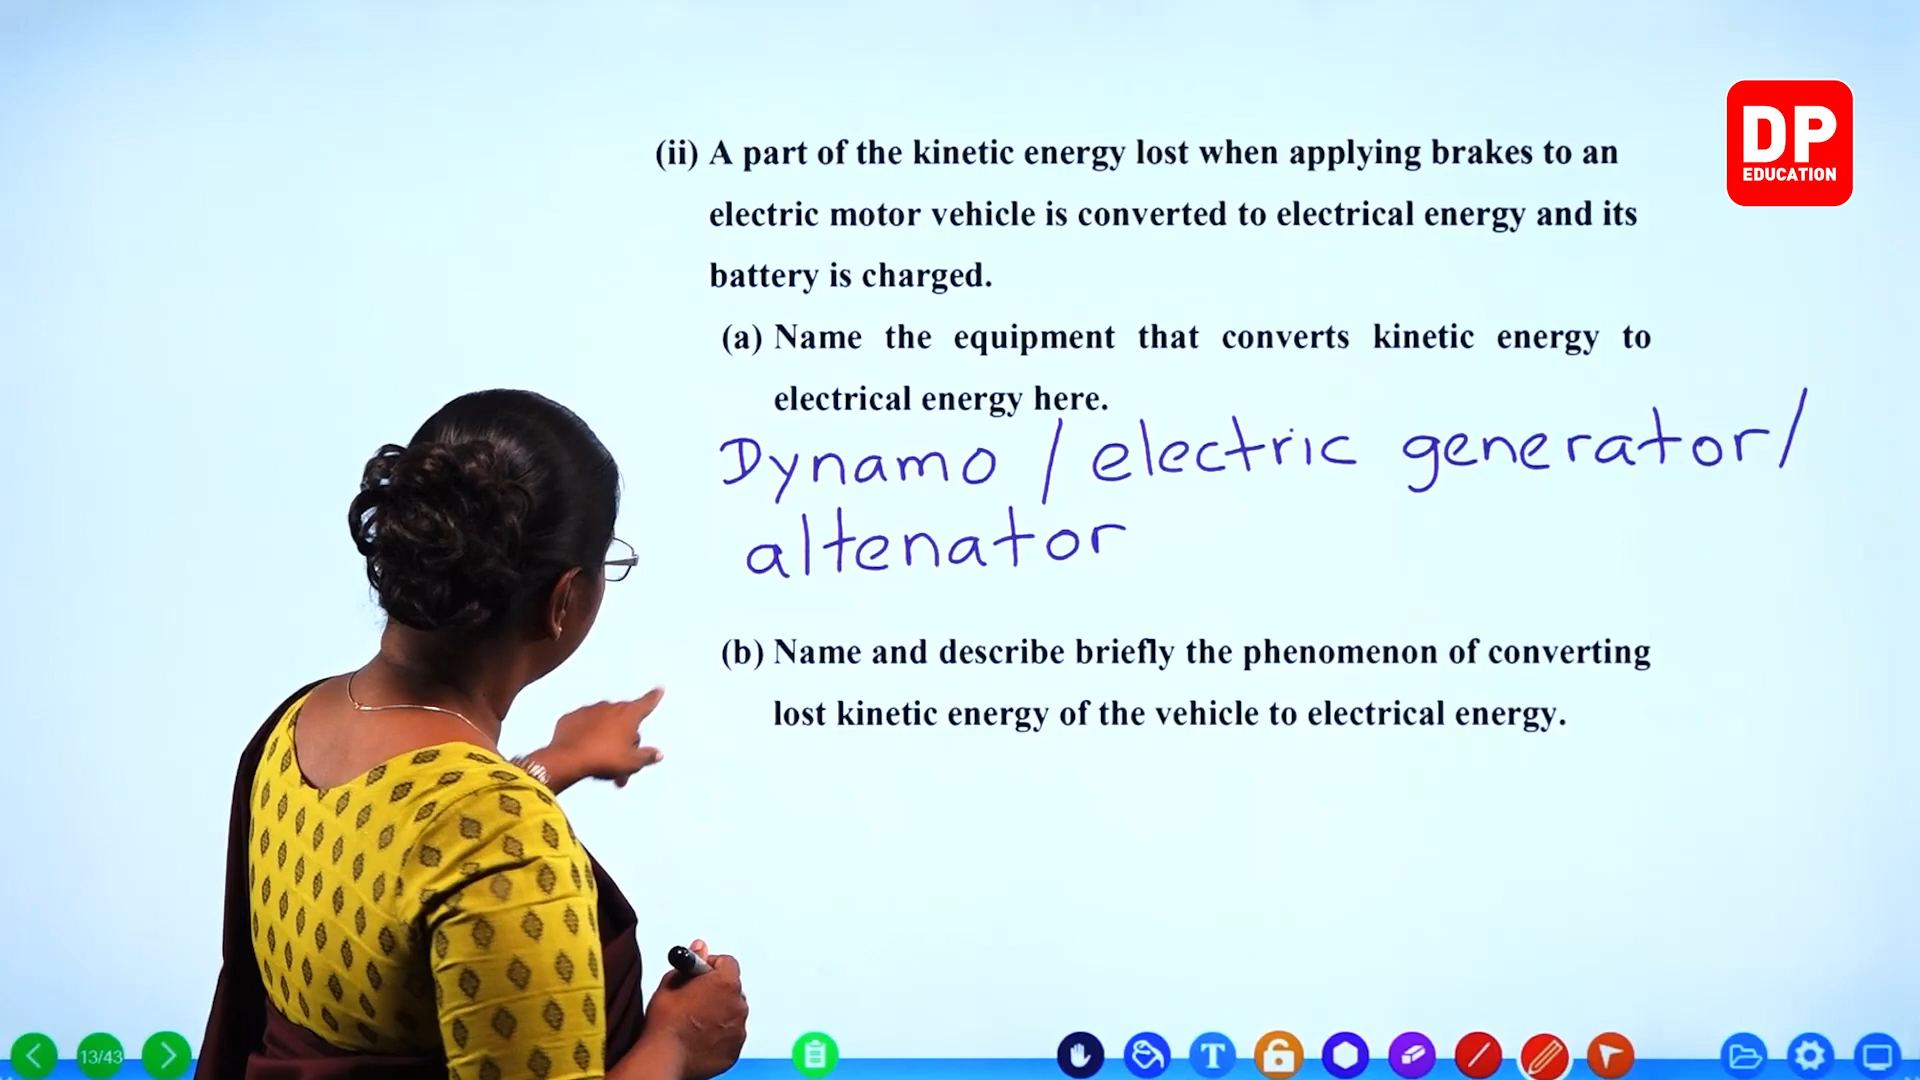 DP
EDUCATION
(ii) A part of the kinetic energy lost when applying brakes to an
electric motor vehicle is converted to electrical energy and its
battery is charged.
(a) Name the equipment that converts kinetic energy to
electrical energy here.
Dynamo / electric generator/
altenator
(b) Name and describe briefly the phenomenon of converting
lost kinetic energy of the vehicle to electrical energy.
13/43
T